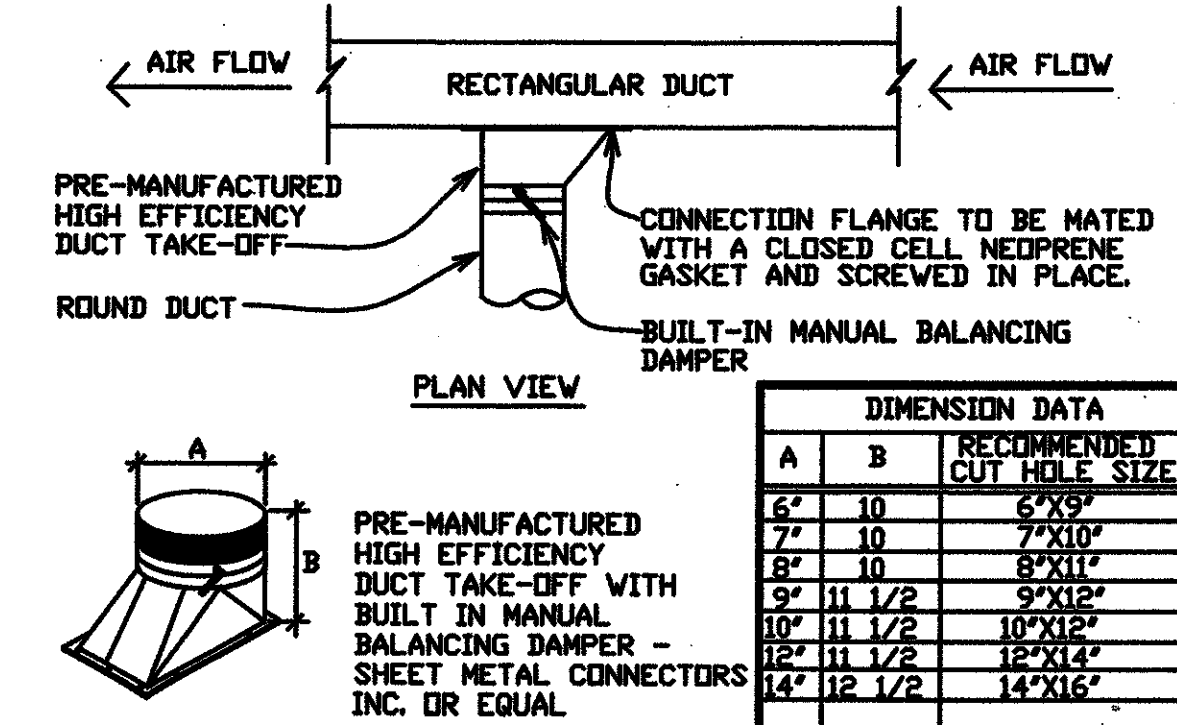 AIR FLOW
RECTANGULAR DUCT
AIR FLOW
PRE-MANUFACTURED
HIGH EFFICIENCY
DUCT TAKE-OFF
ROUND DUCT
CONNECTION FLANGE TO BE MATED
WITH A CLOSED CELL NEOPRENE
GASKET AND SCREWED IN PLACE.
BUILT-IN MANUAL BALANCING
DAMPER
PLAN VIEW
A
B
PRE-MANUFACTURED
HIGH EFFICIENCY
DUCT TAKE-OFF WITH
BUILT IN MANUAL
BALANCING DAMPER -
SHEET METAL CONNECTORS
INC. OR EQUAL
DIMENSION DATA
A B RECOMMENDED
CUT HOLE SIZE
6" 10 6"X9"
7" 10 7"X10"
8" 10 8"X11"
9" 11 1/2 9"X12"
10" 11 1/2 10"X12"
12" 11 1/2 12"X14"
14" 12 1/2 14"X16"